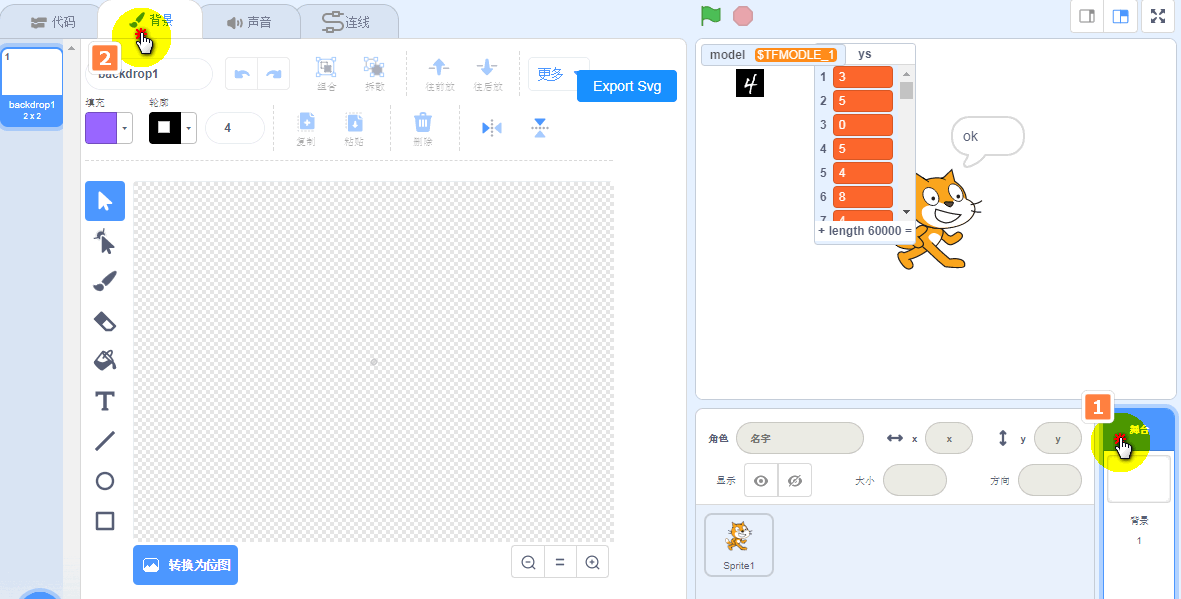 代码
背景
声音
连线
1
backdrop1
2 x 2
2
backdrop1
组合
拆散
往前放
往后放
更多
Export Svg
填充
轮廓
4
复制
粘贴
删除
T
转换为位图
model $TFMODLE_1
4
ys
1 3
2 5
3 0
4 5
5 4
6 8
7 4
+ length 60000 =
ok
1
角色
名字
x
x
y
y
显示
大小
方向
Sprite1
舞台
背景
1